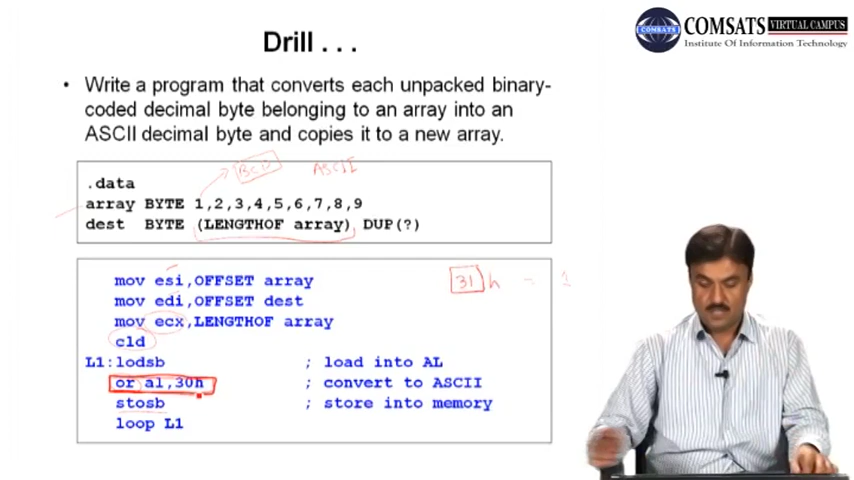 COMSATS
COMSATS VIRTUAL CAMPUS
Institute Of Information Technology
Drill . . .
• Write a program that converts each unpacked binary-
coded decimal byte belonging to an array into an
ASCII decimal byte and copies it to a new array.
BCD ASCII
.data
array BYTE 1,2,3,4,5,6,7,8,9
dest BYTE (LENGTHOF array) DUP(?)
mov esi,OFFSET array 31 h = 1
mov edi,OFFSET dest
mov ecx,LENGTHOF array
cld
L1:lodsb ; load into AL
or al,30h ; convert to ASCII
stosb ; store into memory
loop L1